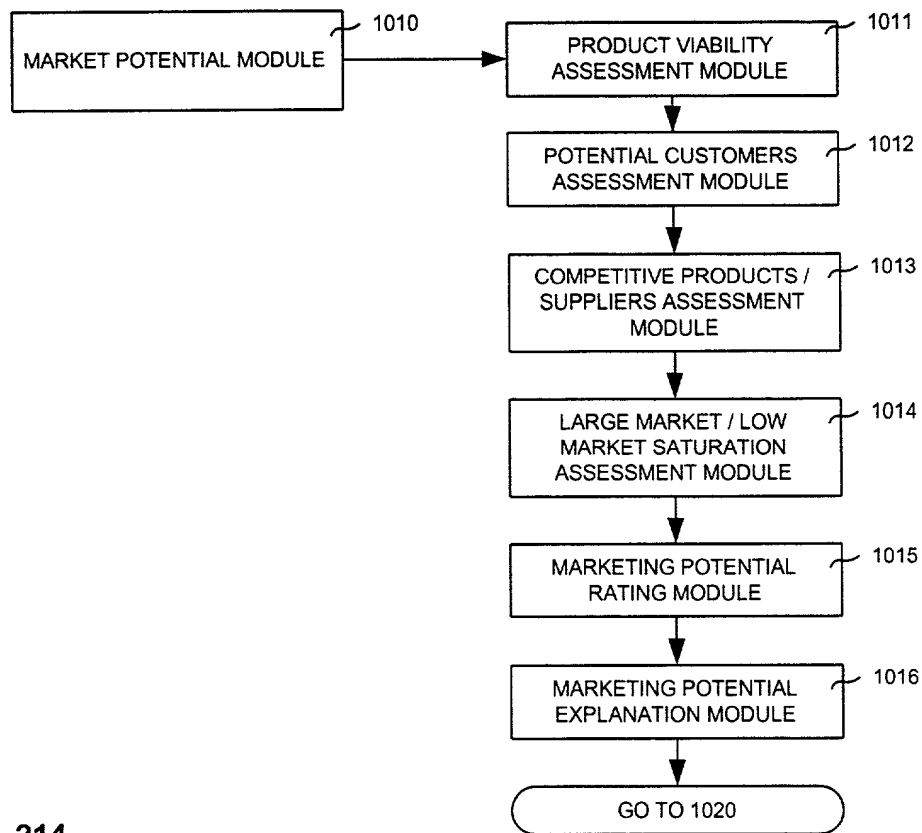 MARKET POTENTIAL MODULE
1010
PRODUCT VIABILITY
ASSESSMENT MODULE
1011
POTENTIAL CUSTOMERS
ASSESSMENT MODULE
1012
COMPETITIVE PRODUCTS /
SUPPLIERS ASSESSMENT
MODULE
1013
LARGE MARKET / LOW
MARKET SATURATION
ASSESSMENT MODULE
1014
MARKETING POTENTIAL
RATING MODULE
1015
MARKETING POTENTIAL
EXPLANATION MODULE
1016
GO TO 1020